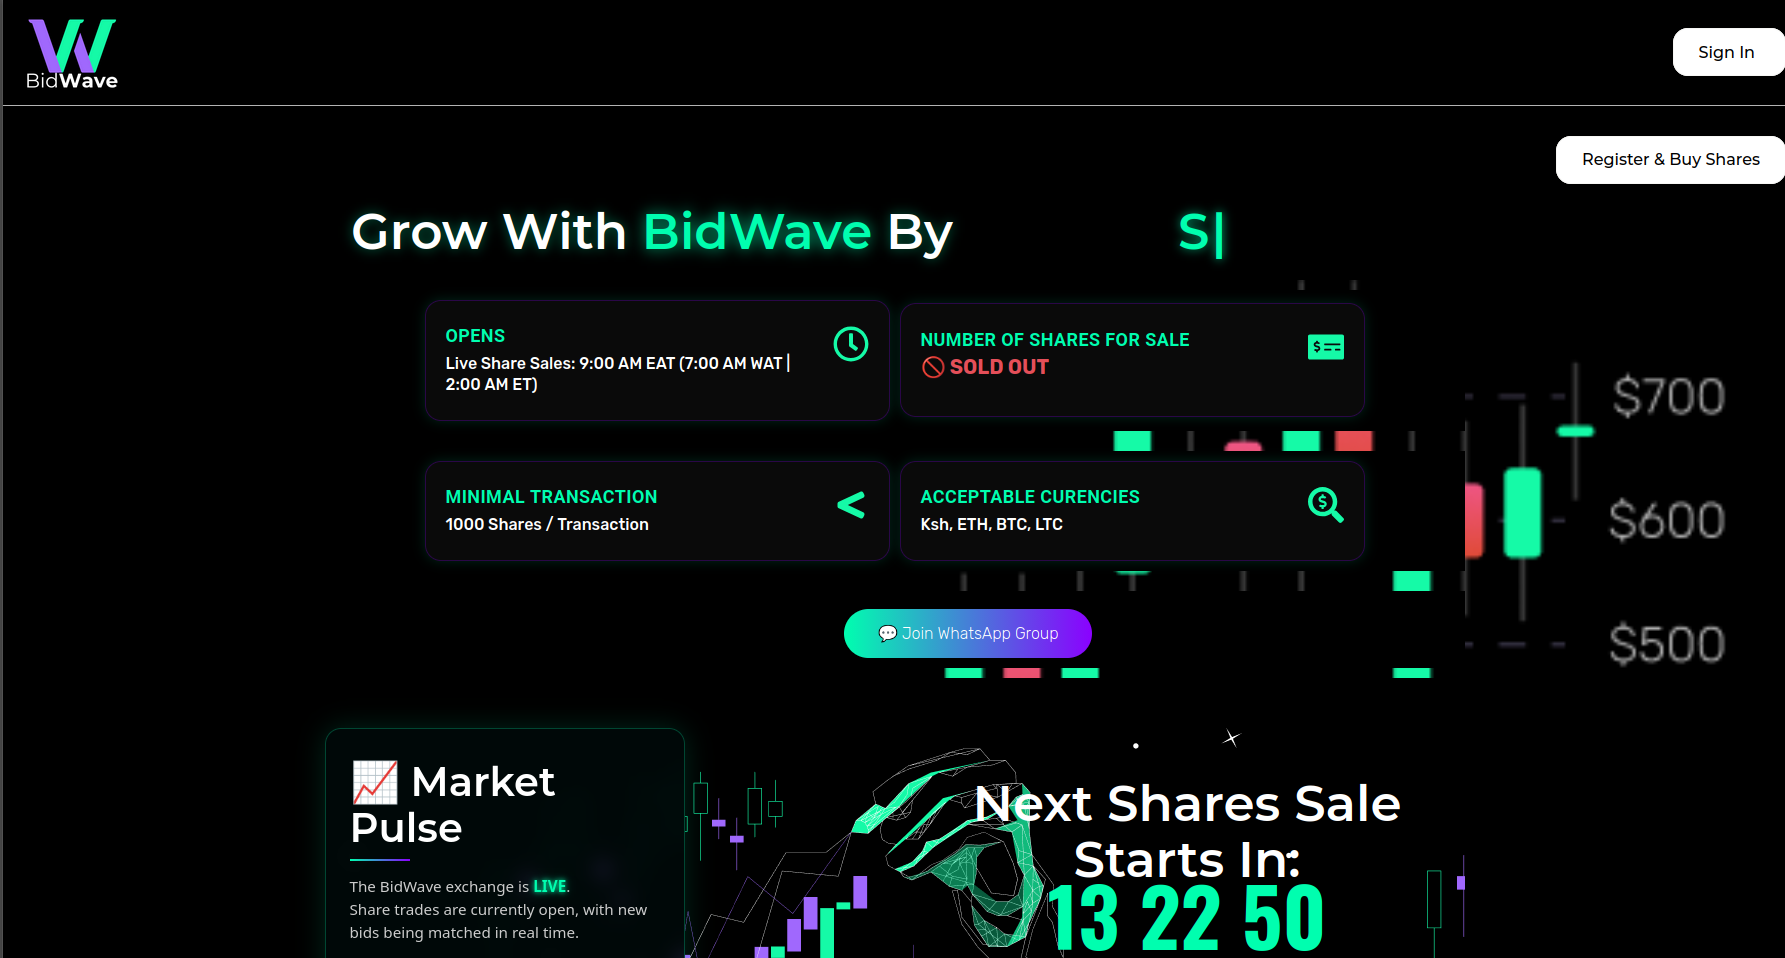 BidWave
Sign In
Register & Buy Shares
Grow With BidWave By S|
OPENS
Live Share Sales: 9:00 AM EAT (7:00 AM WAT |
2:00 AM ET)
NUMBER OF SHARES FOR SALE
🚫 SOLD OUT
MINIMAL TRANSACTION
1000 Shares / Transaction
ACCEPTABLE CURENCIES
Ksh, ETH, BTC, LTC
$700
$600
$500
💬 Join WhatsApp Group
📈 Market
Pulse
The BidWave exchange is LIVE.
Share trades are currently open, with new
bids being matched in real time.
Next Shares Sale
Starts In:
13 22 50